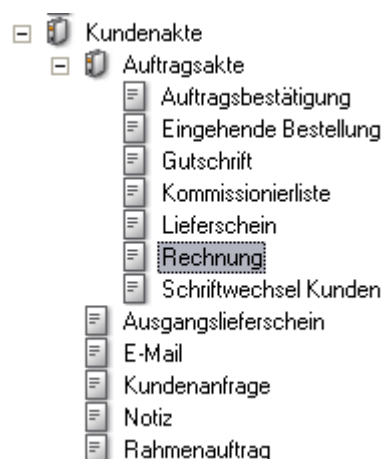 Kundenakte
Auftragsakte
Auftragsbestätigung
Eingehende Bestellung
Gutschrift
Kommissionierliste
Lieferschein
Rechnung
Schriftwechsel Kunden
Ausgangslieferschein
E-Mail
Kundenanfrage
Notiz
Rahmenauftrag